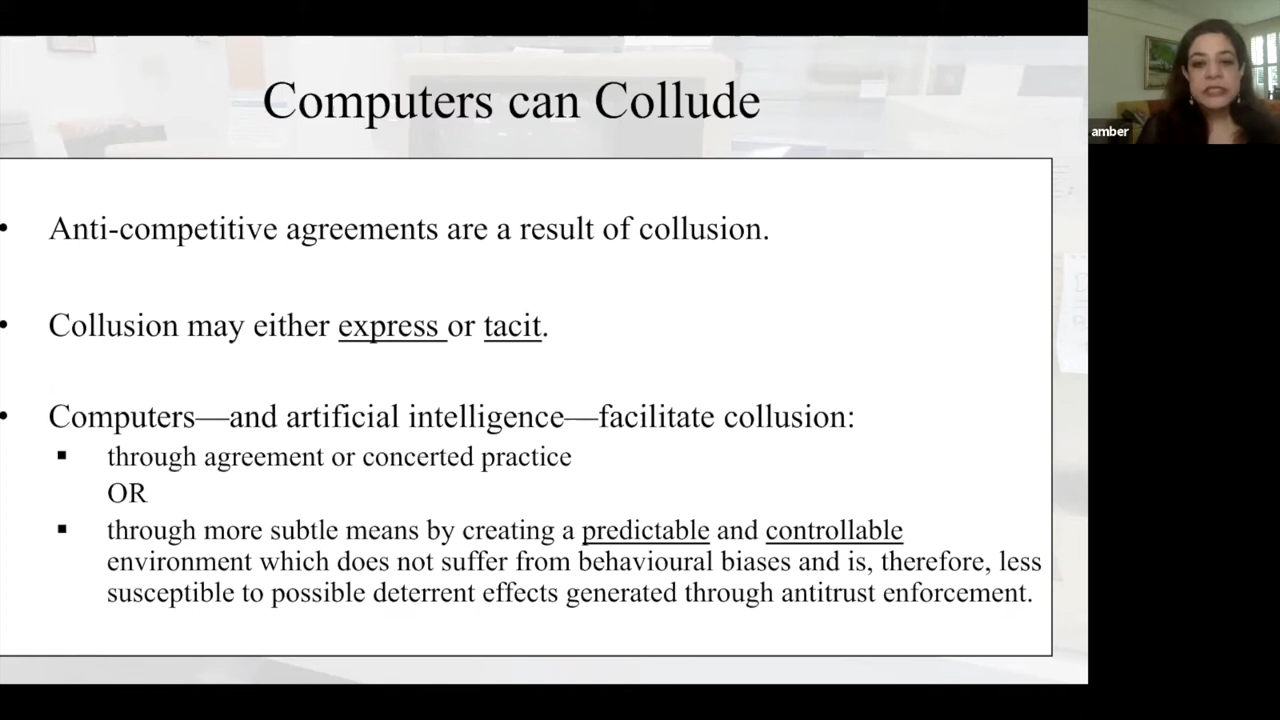 Computers can Collude
amber
• Anti-competitive agreements are a result of collusion.
• Collusion may either express or tacit.
• Computers—and artificial intelligence—facilitate collusion:
▪ through agreement or concerted practice
OR
▪ through more subtle means by creating a predictable and controllable
environment which does not suffer from behavioural biases and is, therefore, less
susceptible to possible deterrent effects generated through antitrust enforcement.